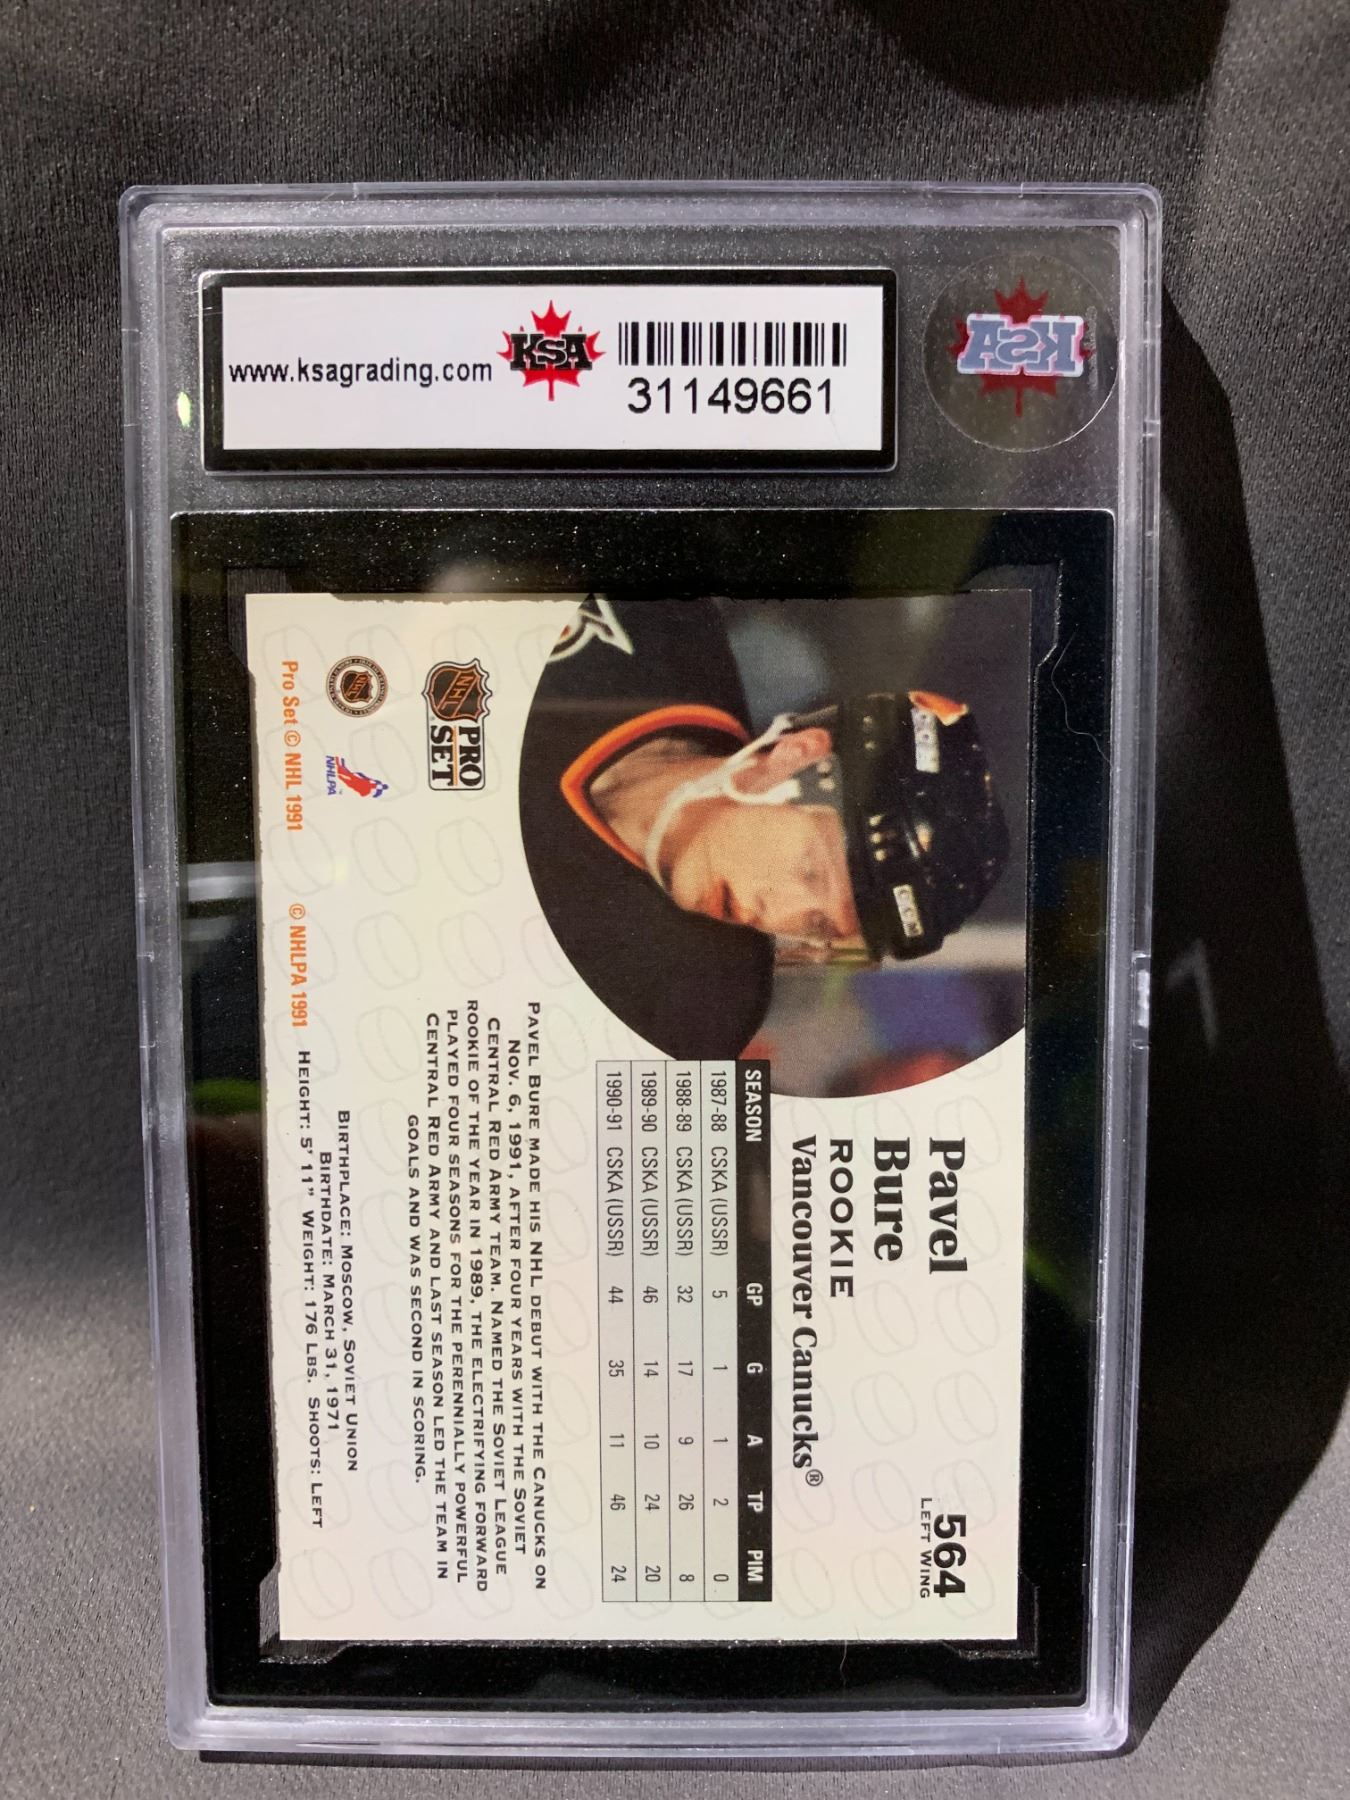 KSA
31149661
www.ksagrading.com
KSA
564
LEFT WING
Pavel
Bure
ROOKIE
Vancouver Canucks®
SEASON GP G A TP PIM
1987-88 CSKA (USSR) 5 1 1 2 0
1988-89 CSKA (USSR) 32 17 9 26 8
1989-90 CSKA (USSR) 46 14 10 24 20
1990-91 CSKA (USSR) 44 35 11 46 24
PAVEL BURE MADE HIS NHL DEBUT WITH THE CANUCKS ON
NOV. 6, 1991, AFTER FOUR YEARS WITH THE SOVIET
CENTRAL RED ARMY TEAM. NAMED THE SOVIET LEAGUE
ROOKIE OF THE YEAR IN 1989, THE ELECTRIFYING FORWARD
PLAYED FOUR SEASONS FOR THE PERENNIALLY POWERFUL
CENTRAL RED ARMY AND LAST SEASON LED THE TEAM IN
GOALS AND WAS SECOND IN SCORING.
BIRTHPLACE: MOSCOW, SOVIET UNION
BIRTHDATE: MARCH 31, 1971
HEIGHT: 5' 11" WEIGHT: 176 LBS. SHOOTS: LEFT
CCM
CCM
NHL
PRO
SET
NHL
NHLPA
Pro Set © NHL 1991 © NHLPA 1991